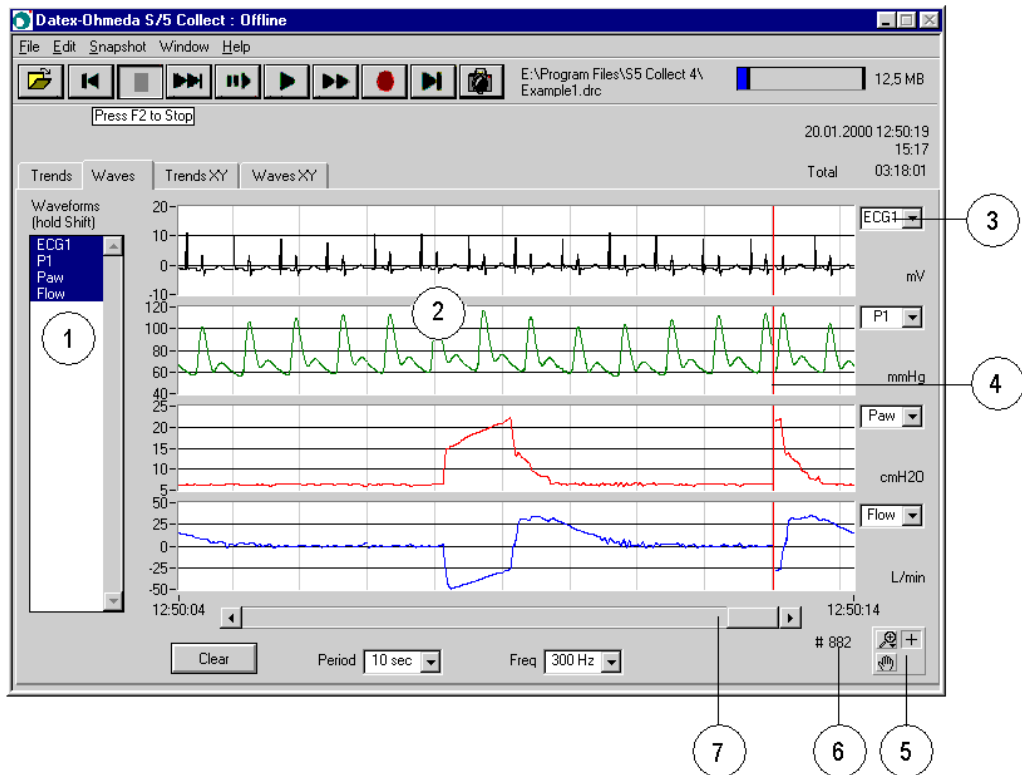 Datex-Ohmeda S/5 Collect : Offline
File Edit Snapshot Window Help
E:\Program Files\S5 Collect 4\
Example1.drc
12,5 MB
Press F2 to Stop
20.01.2000 12:50:19
15:17
Total 03:18:01
Trends Waves Trends XY Waves XY
Waveforms
(hold Shift)
ECG1
P1
Paw
Flow
1
20
10
0
-10
ECG1
mV
3
2
120
100
80
60
40
P1
mmHg
4
25
20
15
10
5
Paw
cmH2O
50
25
0
-25
-50
Flow
L/min
12:50:04 12:50:14
# 882
Clear Period 10 sec Freq 300 Hz
7 6 5